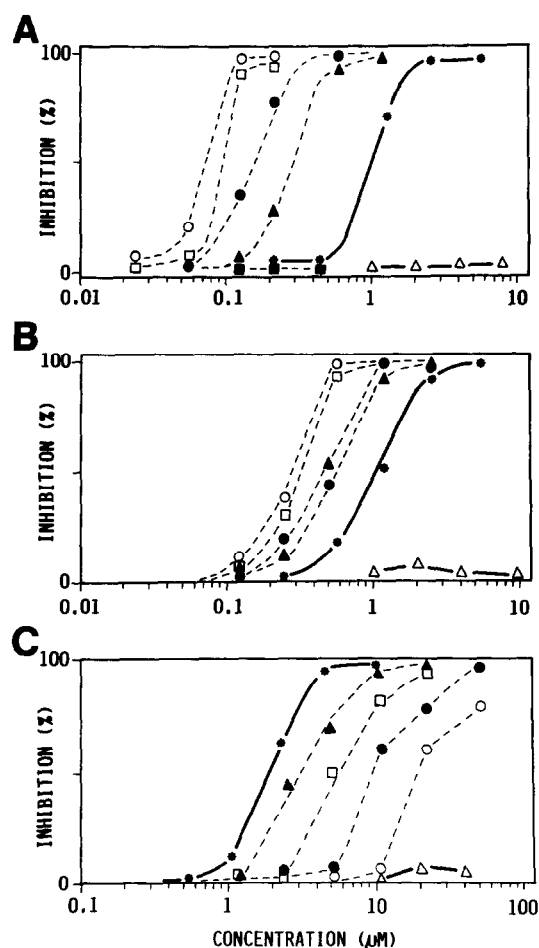 A
100
INHIBITION (%)
0
0.01 0.1 1 10
B
100
INHIBITION (%)
0
0.01 0.1 1 10
C
100
INHIBITION (%)
0
0.1 1 10 100
CONCENTRATION (µM)